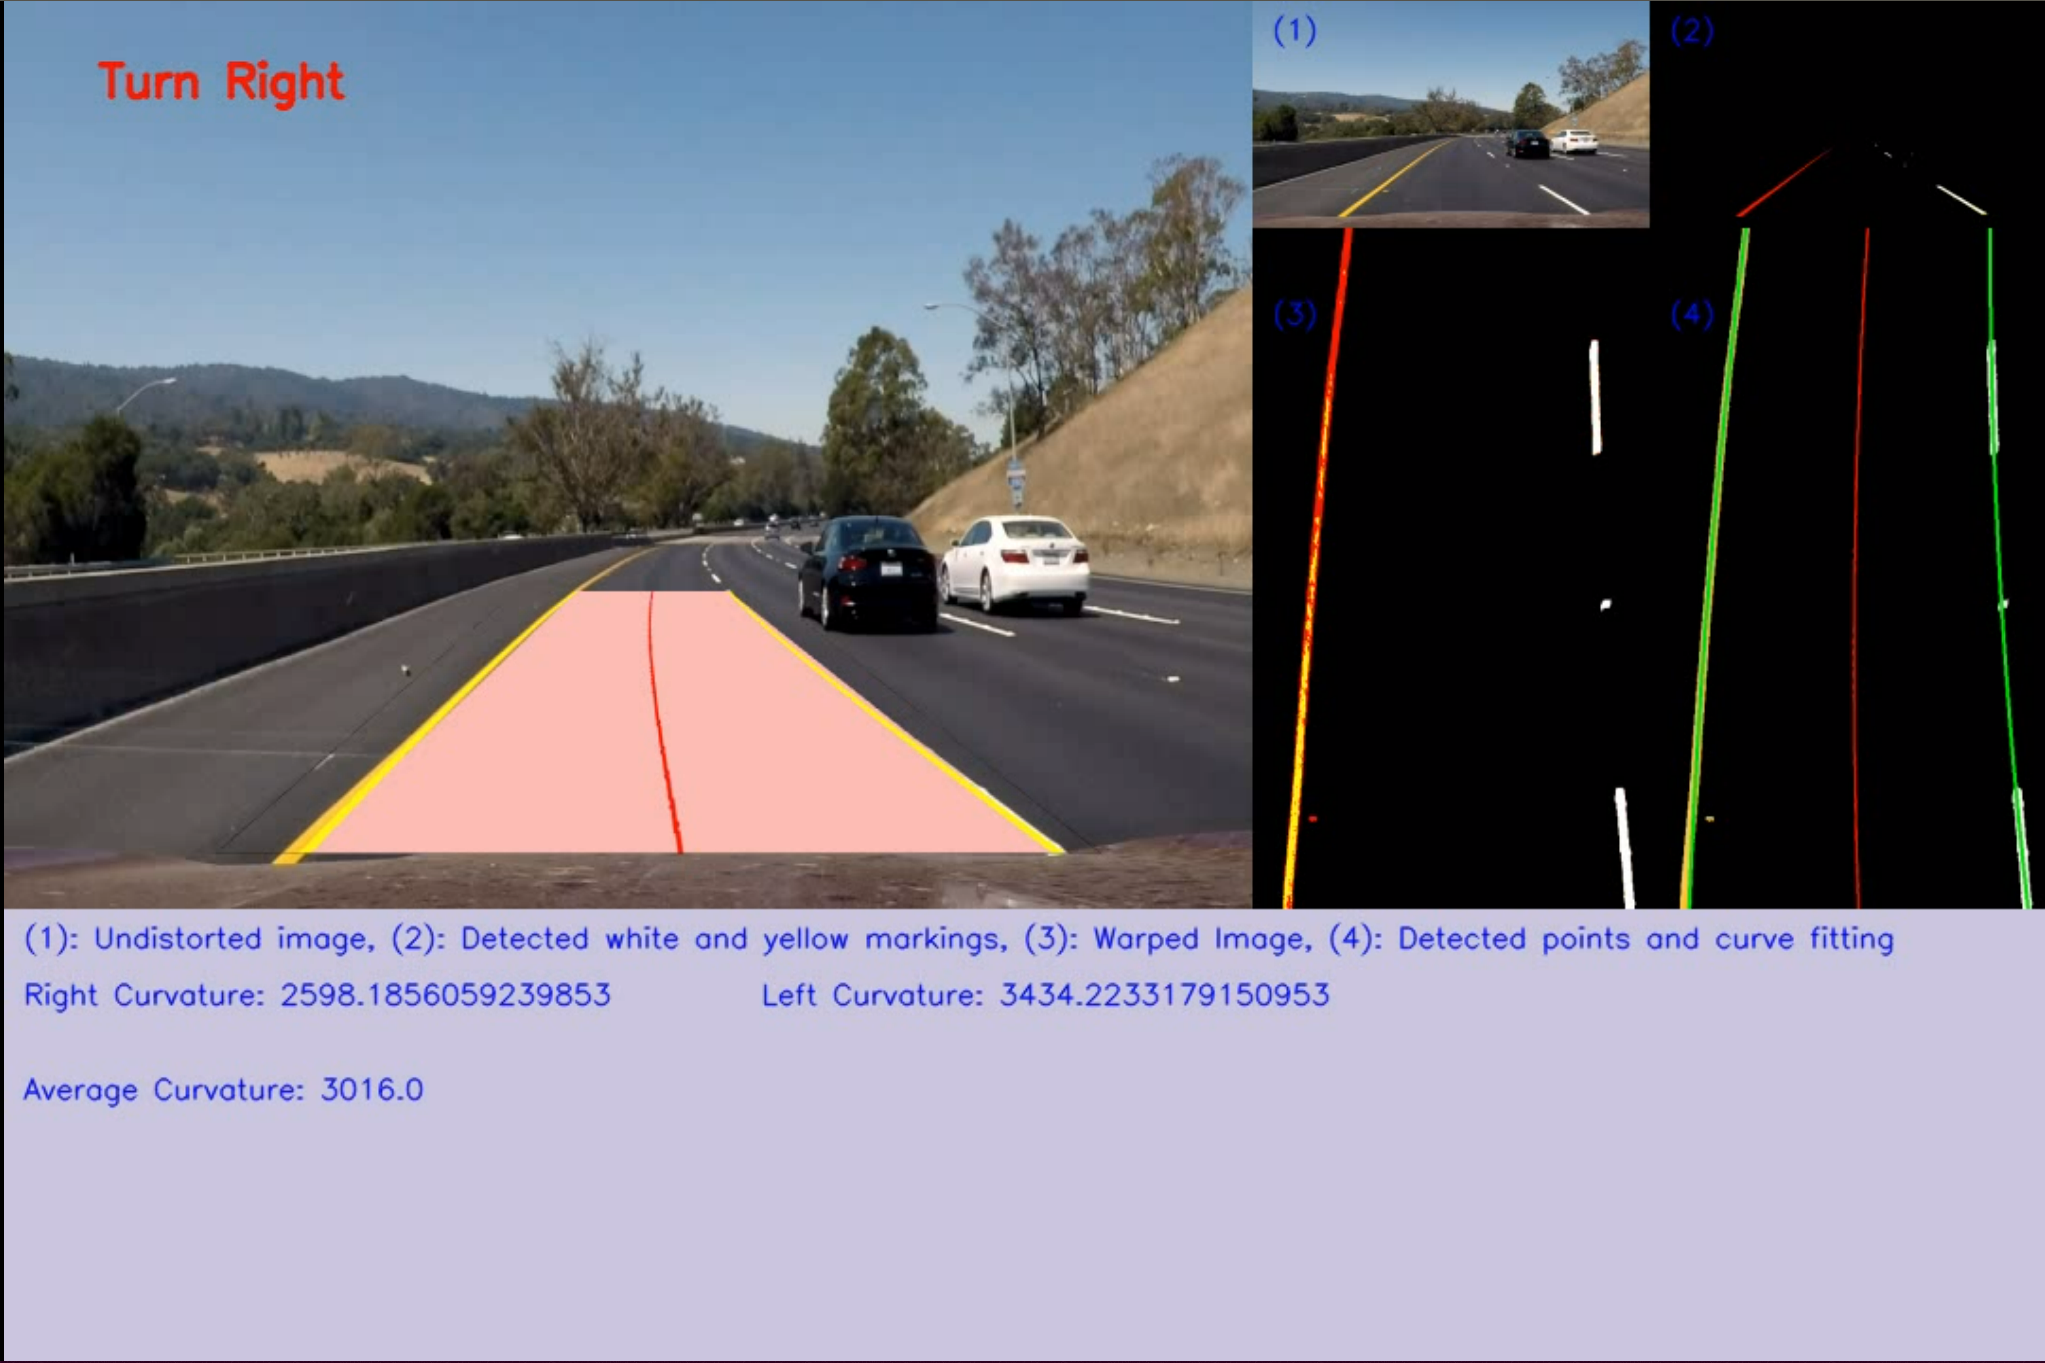 Turn Right
(1)
(2)
(3)
(4)
(1): Undistorted image, (2): Detected white and yellow markings, (3): Warped Image, (4): Detected points and curve fitting
Right Curvature: 2598.1856059239853
Left Curvature: 3434.2233179150953
Average Curvature: 3016.0